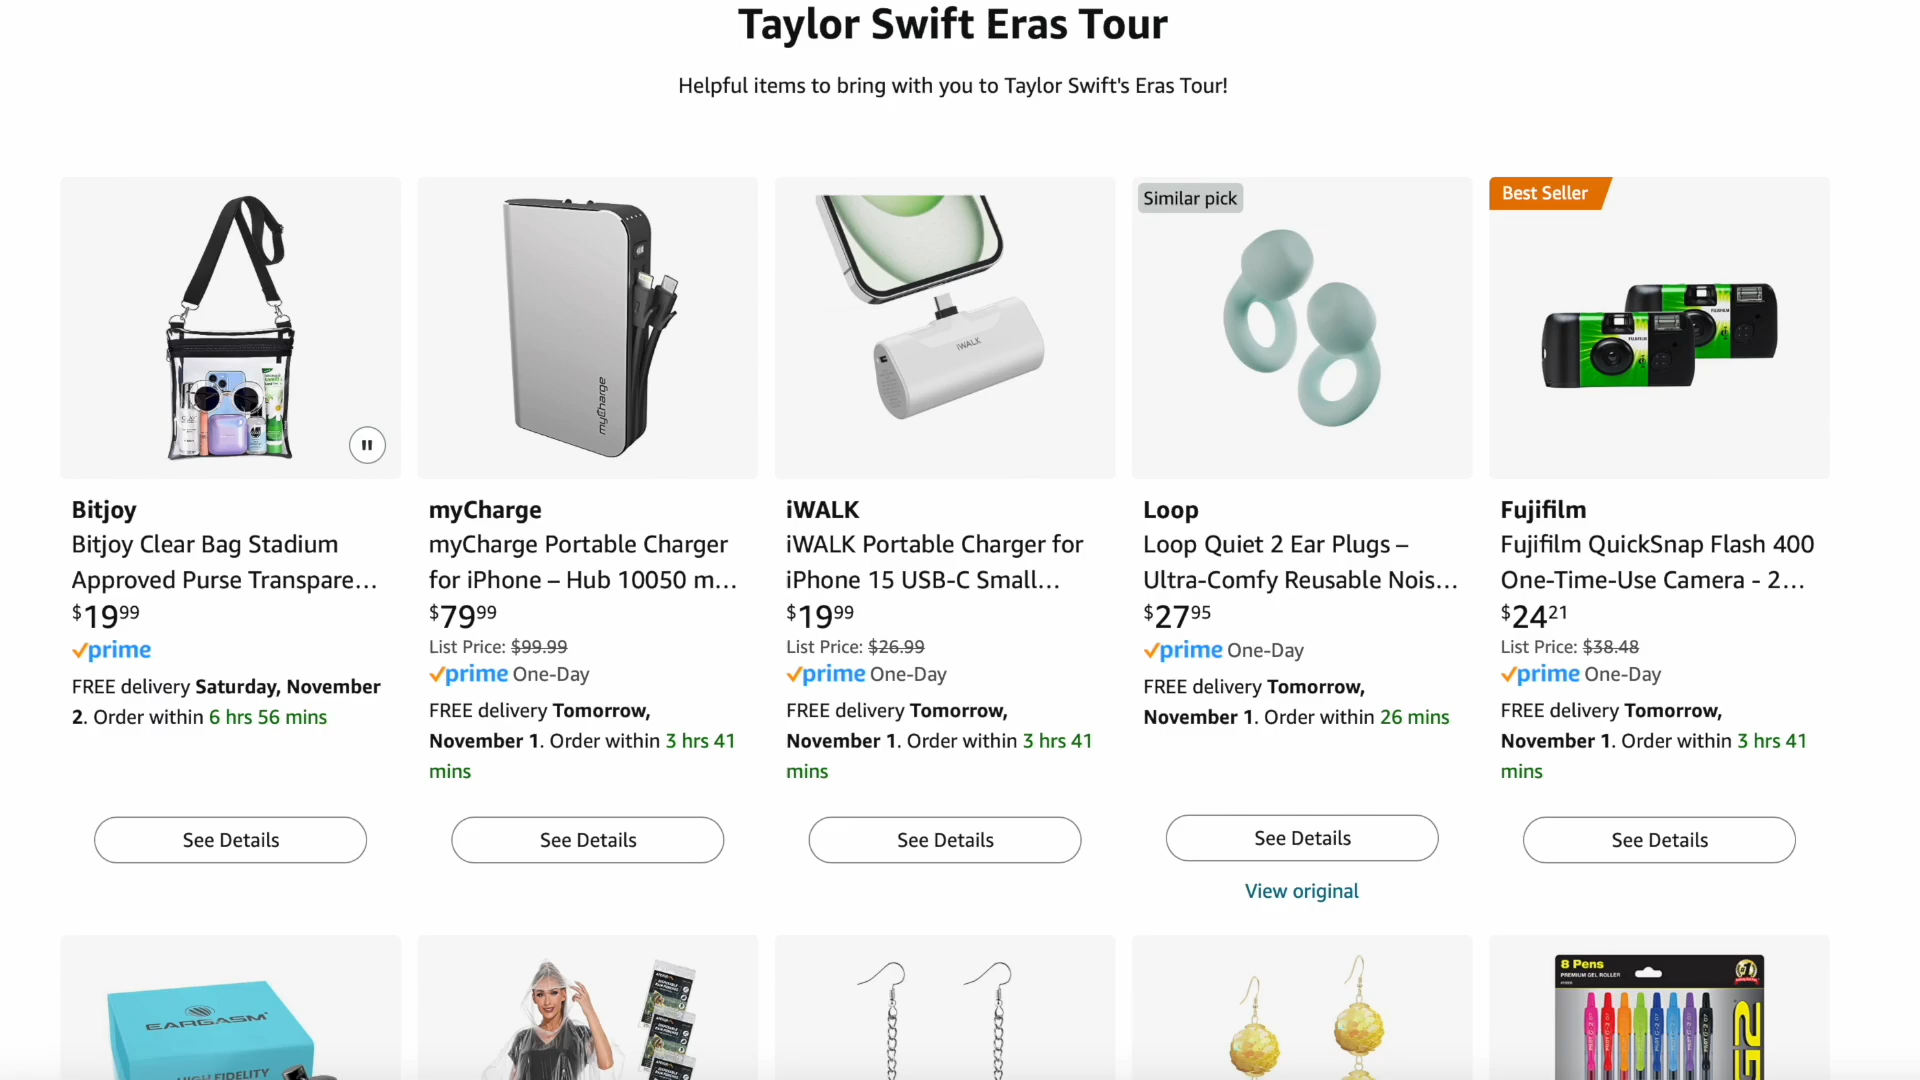 Taylor Swift Eras Tour
Helpful items to bring with you to Taylor Swift's Eras Tour!
Similar pick
Best Seller
myCharge
iWALK
FUJIFILM
FUJIFILM
Bitjoy
Bitjoy Clear Bag Stadium
Approved Purse Transpare...
$19.99
prime
FREE delivery Saturday, November
2. Order within 6 hrs 56 mins
See Details
myCharge
myCharge Portable Charger
for iPhone – Hub 10050 m...
$79.99
List Price: $99.99
prime One-Day
FREE delivery Tomorrow,
November 1. Order within 3 hrs 41
mins
See Details
iWALK
iWALK Portable Charger for
iPhone 15 USB-C Small...
$19.99
List Price: $26.99
prime One-Day
FREE delivery Tomorrow,
November 1. Order within 3 hrs 41
mins
See Details
Loop
Loop Quiet 2 Ear Plugs –
Ultra-Comfy Reusable Nois...
$27.95
prime One-Day
FREE delivery Tomorrow,
November 1. Order within 26 mins
See Details
View original
Fujifilm
Fujifilm QuickSnap Flash 400
One-Time-Use Camera - 2...
$24.21
List Price: $38.48
prime One-Day
FREE delivery Tomorrow,
November 1. Order within 3 hrs 41
mins
See Details
EARGASM
HIGH FIDELITY
8 Pens
PREMIUM GEL ROLLER
G2